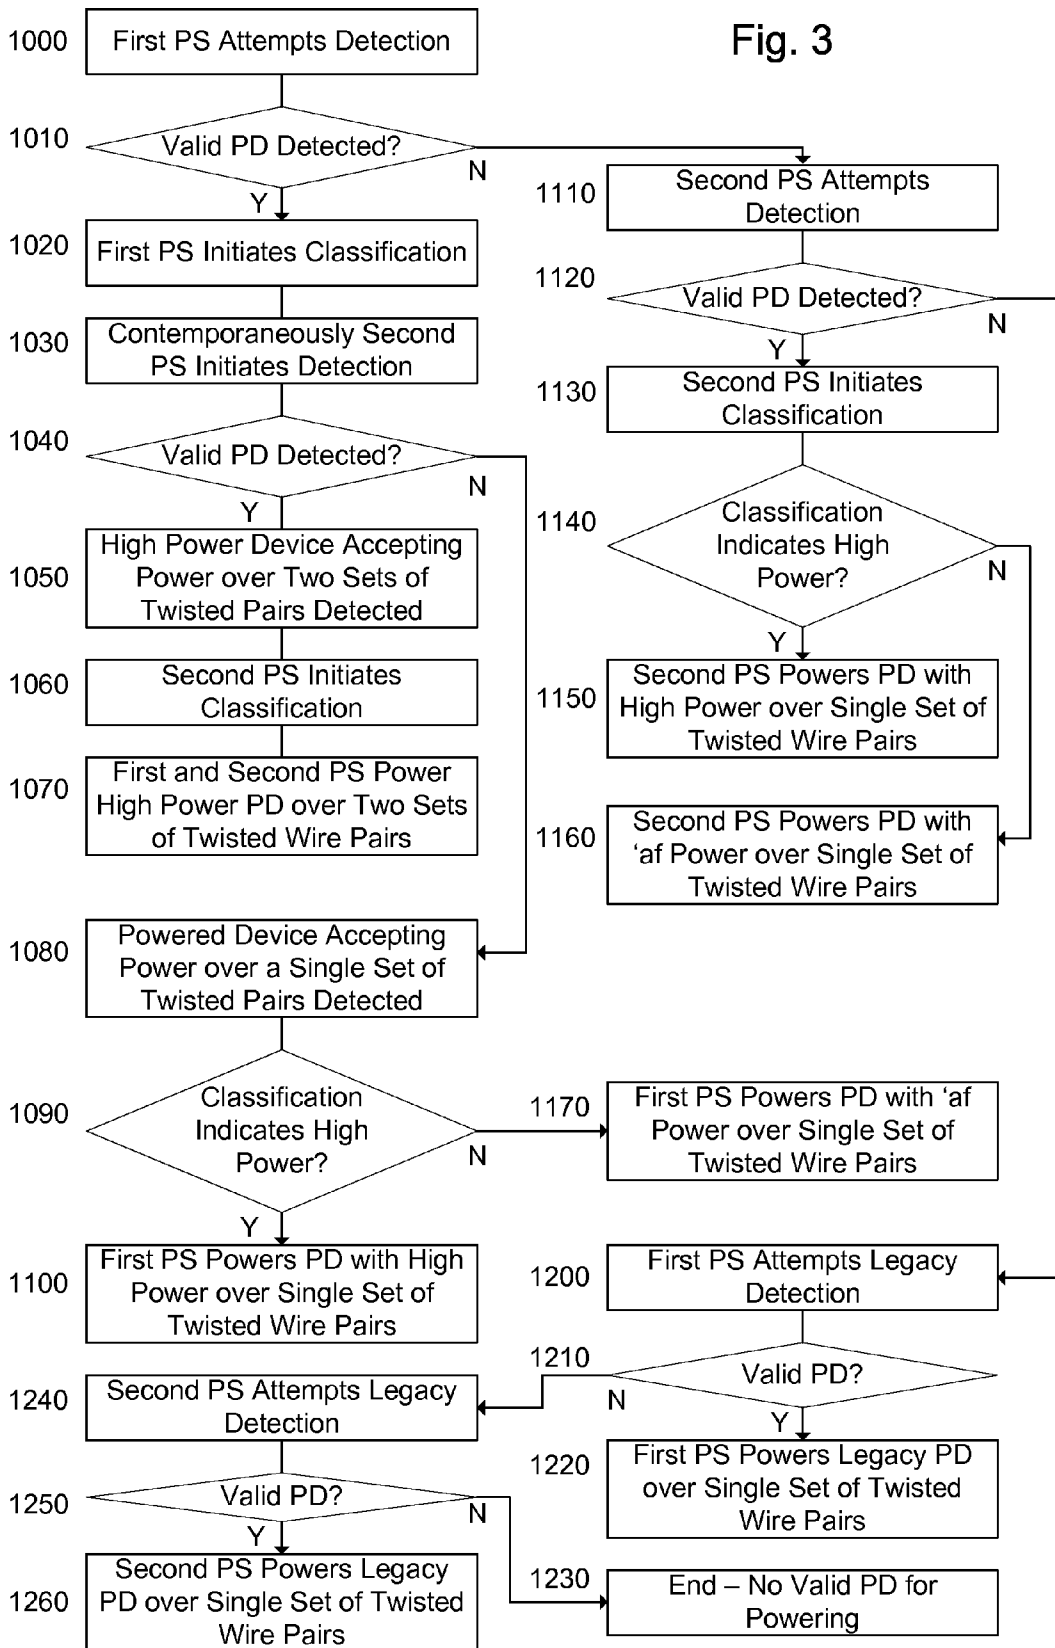 Fig. 3
1000
First PS Attempts Detection
1010
Valid PD Detected?
N
Y
1020
First PS Initiates Classification
1030
Contemporaneously Second
PS Initiates Detection
1040
Valid PD Detected?
N
Y
1050
High Power Device Accepting
Power over Two Sets of
Twisted Pairs Detected
1060
Second PS Initiates
Classification
1070
First and Second PS Power
High Power PD over Two Sets
of Twisted Wire Pairs
1080
Powered Device Accepting
Power over a Single Set of
Twisted Pairs Detected
1090
Classification
Indicates High
Power?
N
Y
1100
First PS Powers PD with High
Power over Single Set of
Twisted Wire Pairs
1110
Second PS Attempts
Detection
1120
Valid PD Detected?
N
Y
1130
Second PS Initiates
Classification
1140
Classification
Indicates High
Power?
N
Y
1150
Second PS Powers PD with
High Power over Single Set of
Twisted Wire Pairs
1160
Second PS Powers PD with
‘af Power over Single Set of
Twisted Wire Pairs
1170
First PS Powers PD with ‘af
Power over Single Set of
Twisted Wire Pairs
1200
First PS Attempts Legacy
Detection
1210
Valid PD?
N
Y
1220
First PS Powers Legacy PD
over Single Set of Twisted
Wire Pairs
1230
End – No Valid PD for
Powering
1240
Second PS Attempts Legacy
Detection
1250
Valid PD?
N
Y
1260
Second PS Powers Legacy
PD over Single Set of Twisted
Wire Pairs